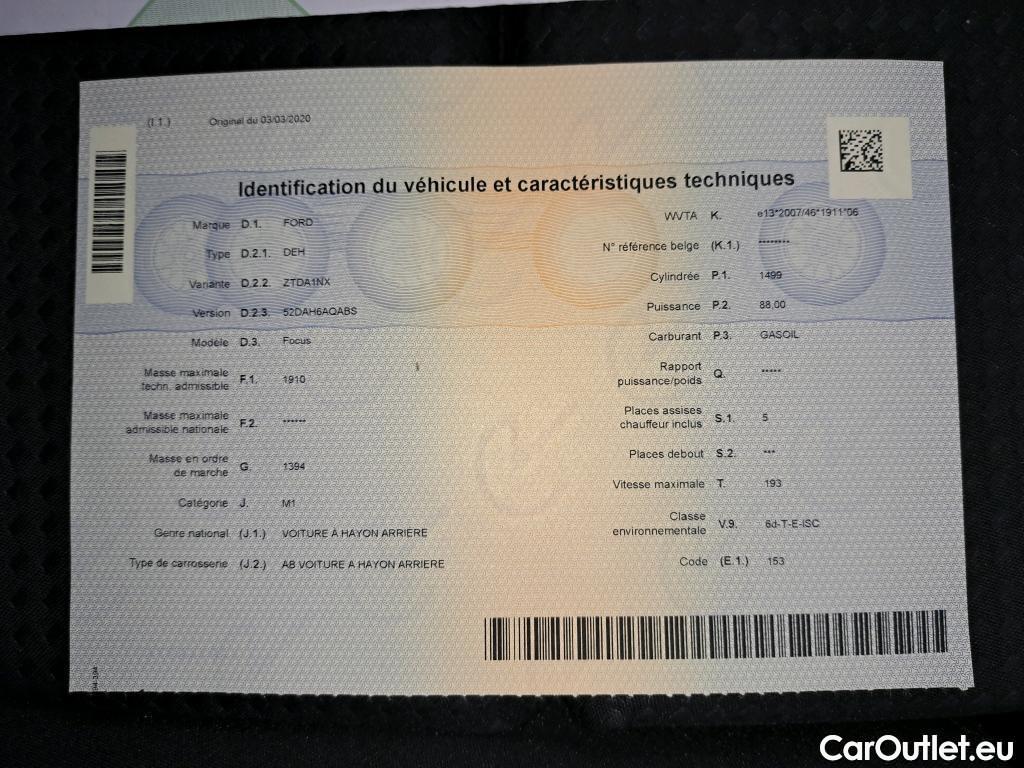 (I.1.) Original du 03/03/2020
Identification du véhicule et caractéristiques techniques
Marque D.1. FORD
Type D.2.1. DEH
Variante D.2.2. ZTDA1NX
Version D.2.3. 52DAH6AQABS
Modèle D.3. Focus
Masse maximale
techn. admissible F.1. 1910
Masse maximale
admissible nationale F.2. ******
Masse en ordre
de marche G. 1394
Catégorie J. M1
Genre national (J.1.) VOITURE À HAYON ARRIÈRE
Type de carrosserie (J.2.) AB VOITURE A HAYON ARRIERE
WVTA K. e13*2007/46*1911*06
N° référence belge (K.1.) ********
Cylindrée P.1. 1499
Puissance P.2. 88,00
Carburant P.3. GASOIL
Rapport
puissance/poids Q. *****
Places assises
chauffeur inclus S.1. 5
Places debout S.2. ***
Vitesse maximale T. 193
Classe
environnementale V.9. 6d-T-E-ISC
Code (E.1.) 153
CarOutlet.eu